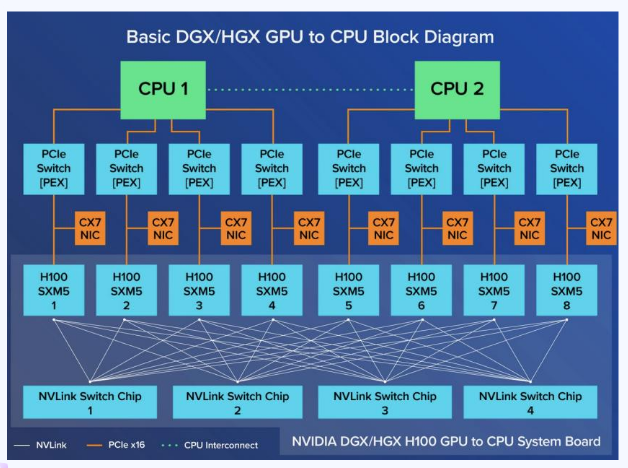 Basic DGX/HGX GPU to CPU Block Diagram
CPU 1
CPU 2
PCIe
Switch
[PEX]
PCIe
Switch
[PEX]
PCIe
Switch
[PEX]
PCIe
Switch
[PEX]
PCIe
Switch
[PEX]
PCIe
Switch
[PEX]
PCIe
Switch
[PEX]
PCIe
Switch
[PEX]
CX7
NIC
CX7
NIC
CX7
NIC
CX7
NIC
CX7
NIC
CX7
NIC
CX7
NIC
CX7
NIC
H100
SXM5
1
H100
SXM5
2
H100
SXM5
3
H100
SXM5
4
H100
SXM5
5
H100
SXM5
6
H100
SXM5
7
H100
SXM5
8
NVLink Switch Chip
1
NVLink Switch Chip
2
NVLink Switch Chip
3
NVLink Switch Chip
4
NVLink
PCIe x16
CPU Interconnect
NVIDIA DGX/HGX H100 GPU to CPU System Board